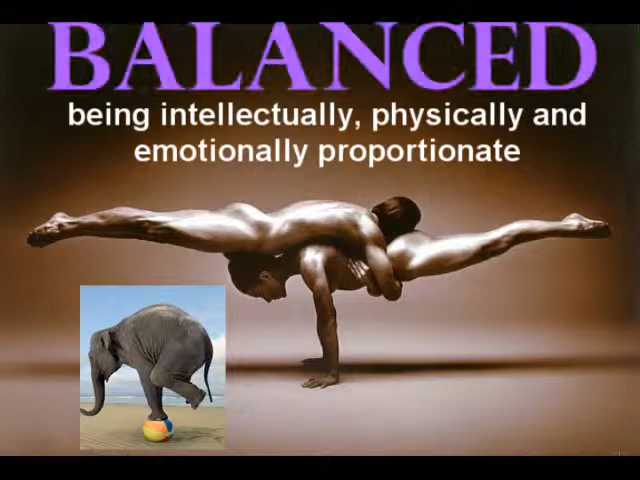 BALANCED
being intellectually, physically and
emotionally proportionate